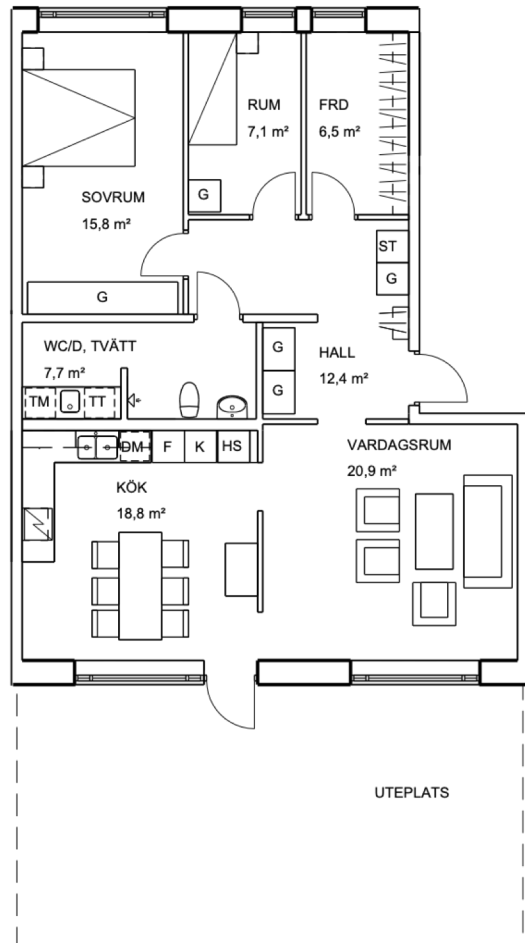 RUM
7,1 m²
FRD
6,5 m²
SOVRUM
15,8 m²
G
ST
G
G
WC/D, TVÄTT
7,7 m²
G
HALL
12,4 m²
TM
TT
G
DM
F
K
HS
VARDAGSRUM
20,9 m²
KÖK
18,8 m²
UTEPLATS